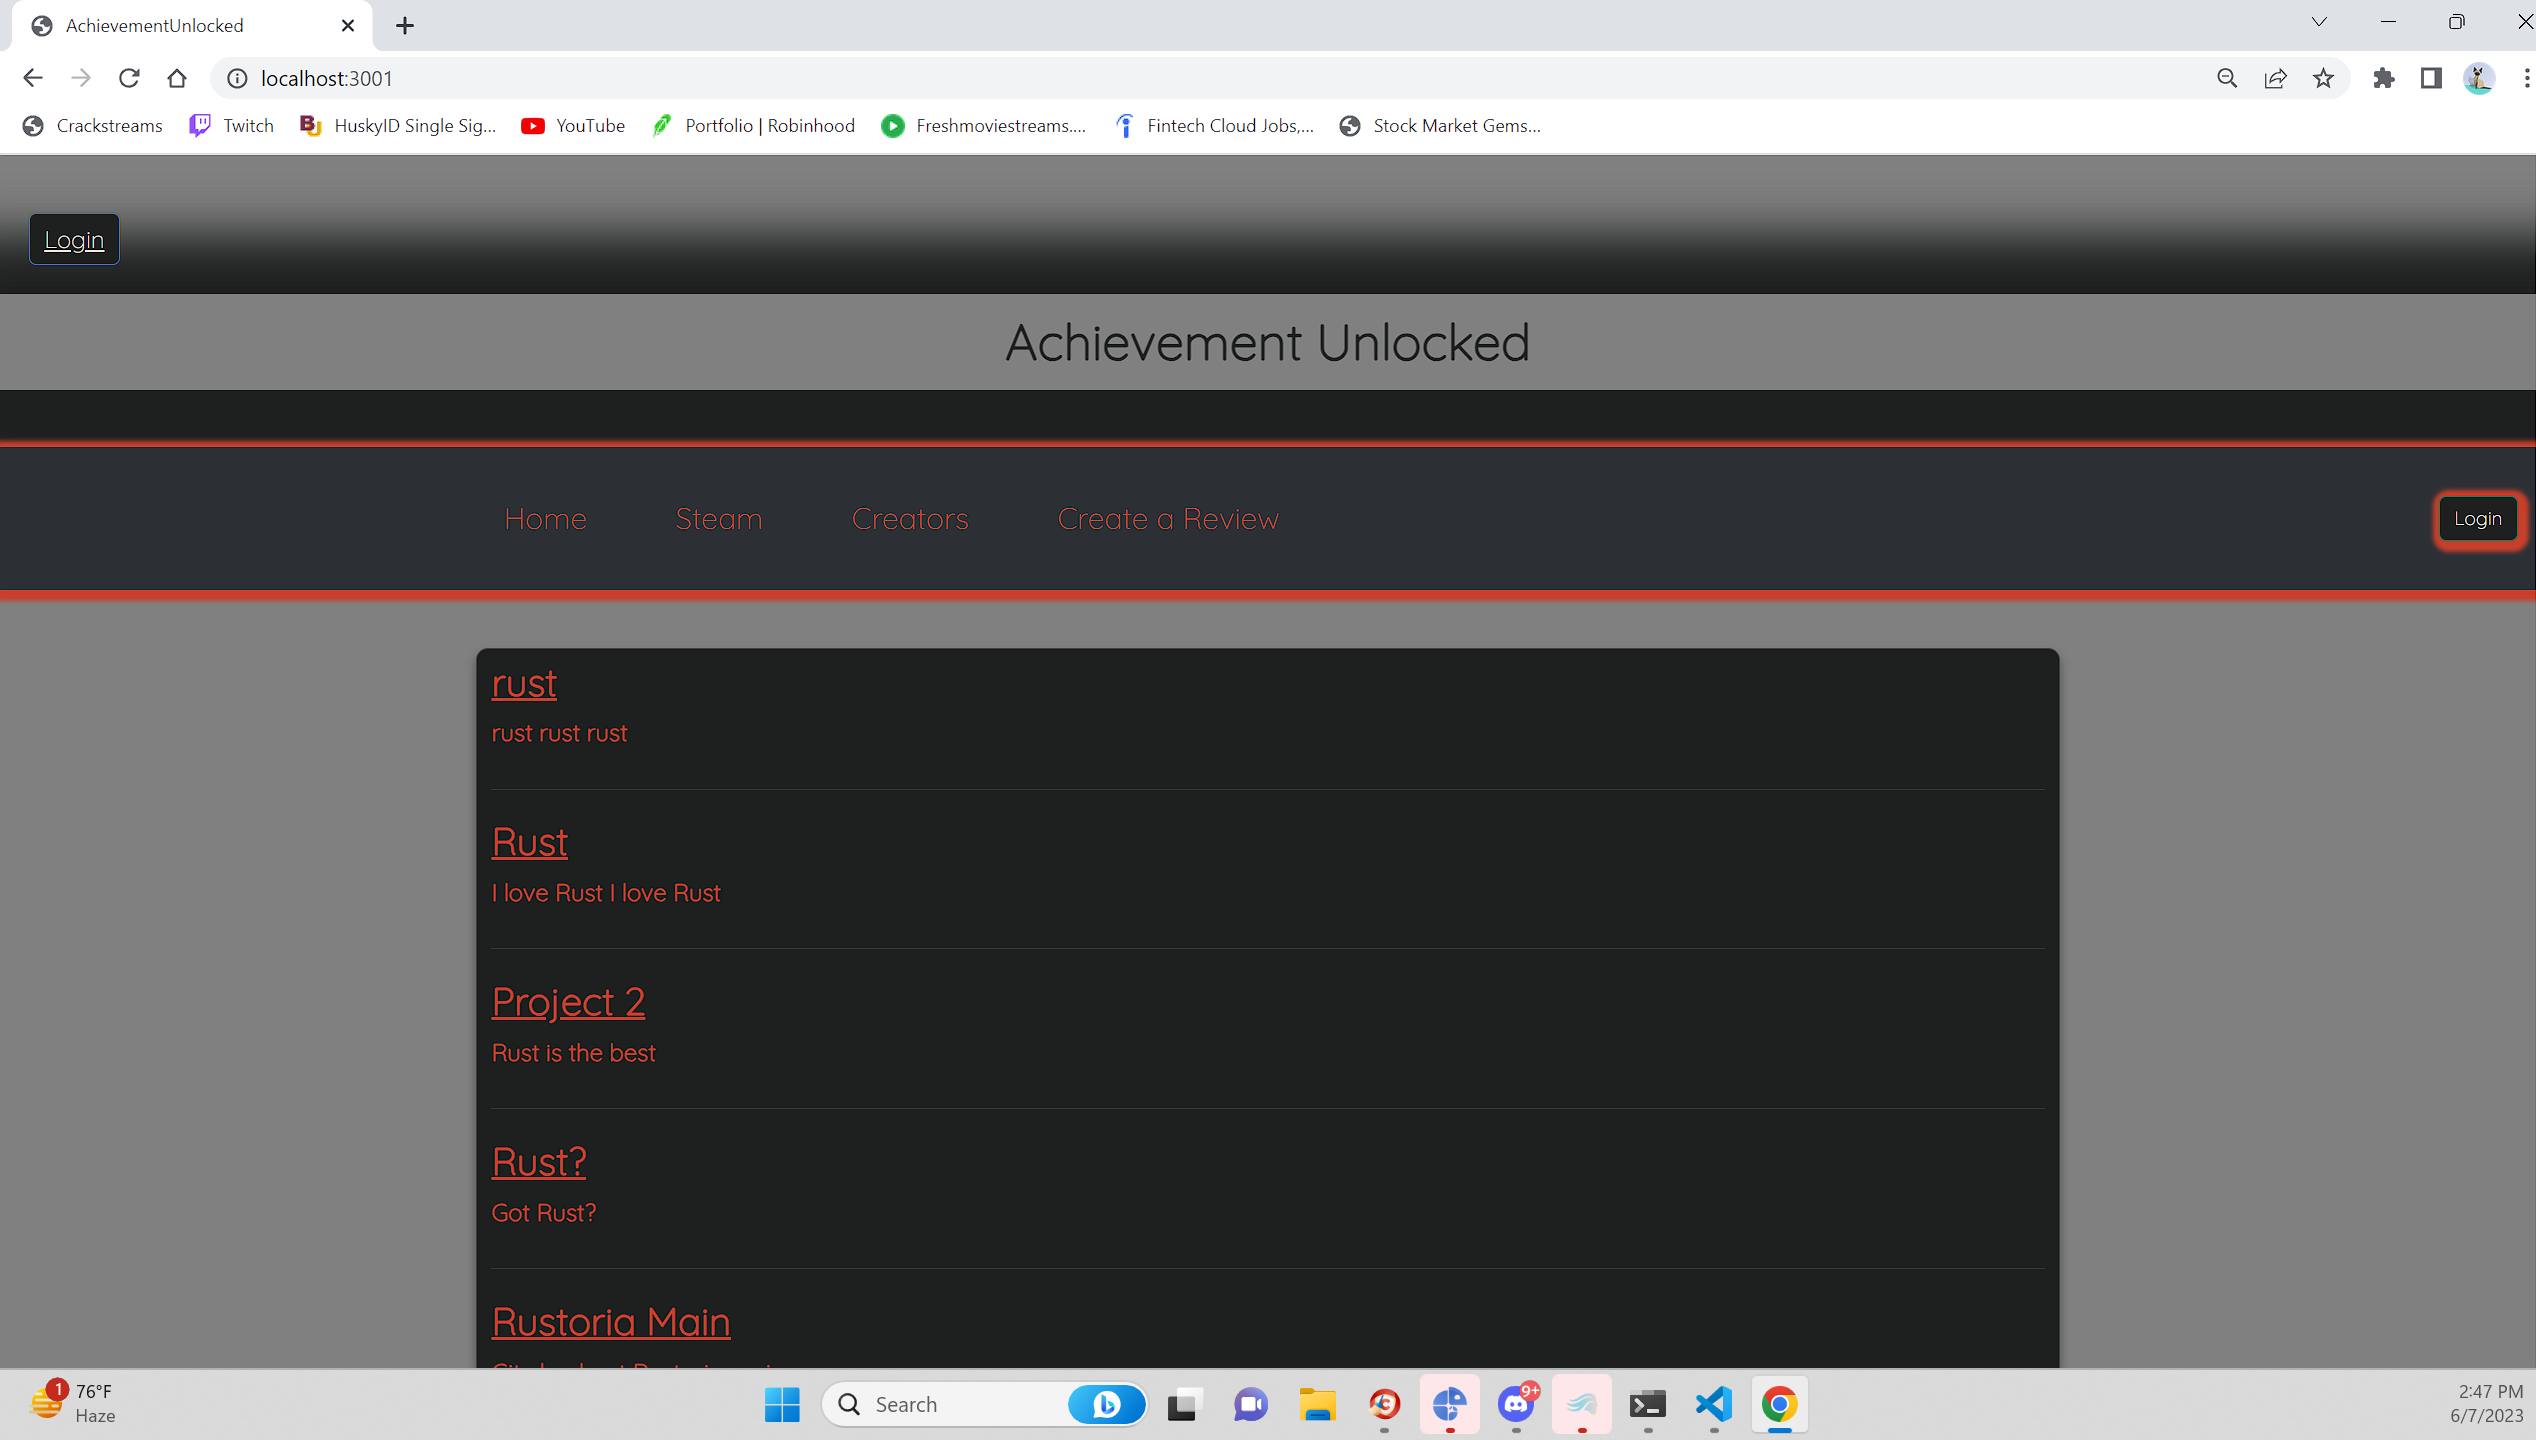 AchievementUnlocked
localhost:3001
Crackstreams Twitch HuskyID Single Sig... YouTube Portfolio | Robinhood Freshmoviestreams.... Fintech Cloud Jobs,... Stock Market Gems...
Login
Achievement Unlocked
Home Steam Creators Create a Review Login
rust
rust rust rust
Rust
I love Rust I love Rust
Project 2
Rust is the best
Rust?
Got Rust?
Rustoria Main
1 76°F
Haze
Search
9+
2:47 PM
6/7/2023